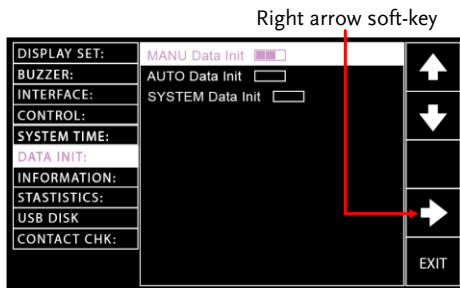 Right arrow soft-key
DISPLAY SET:
BUZZER:
INTERFACE:
CONTROL:
SYSTEM TIME:
DATA INIT:
INFORMATION:
STASTISTICS:
USB DISK
CONTACT CHK:
MANU Data Init
AUTO Data Init
SYSTEM Data Init
EXIT